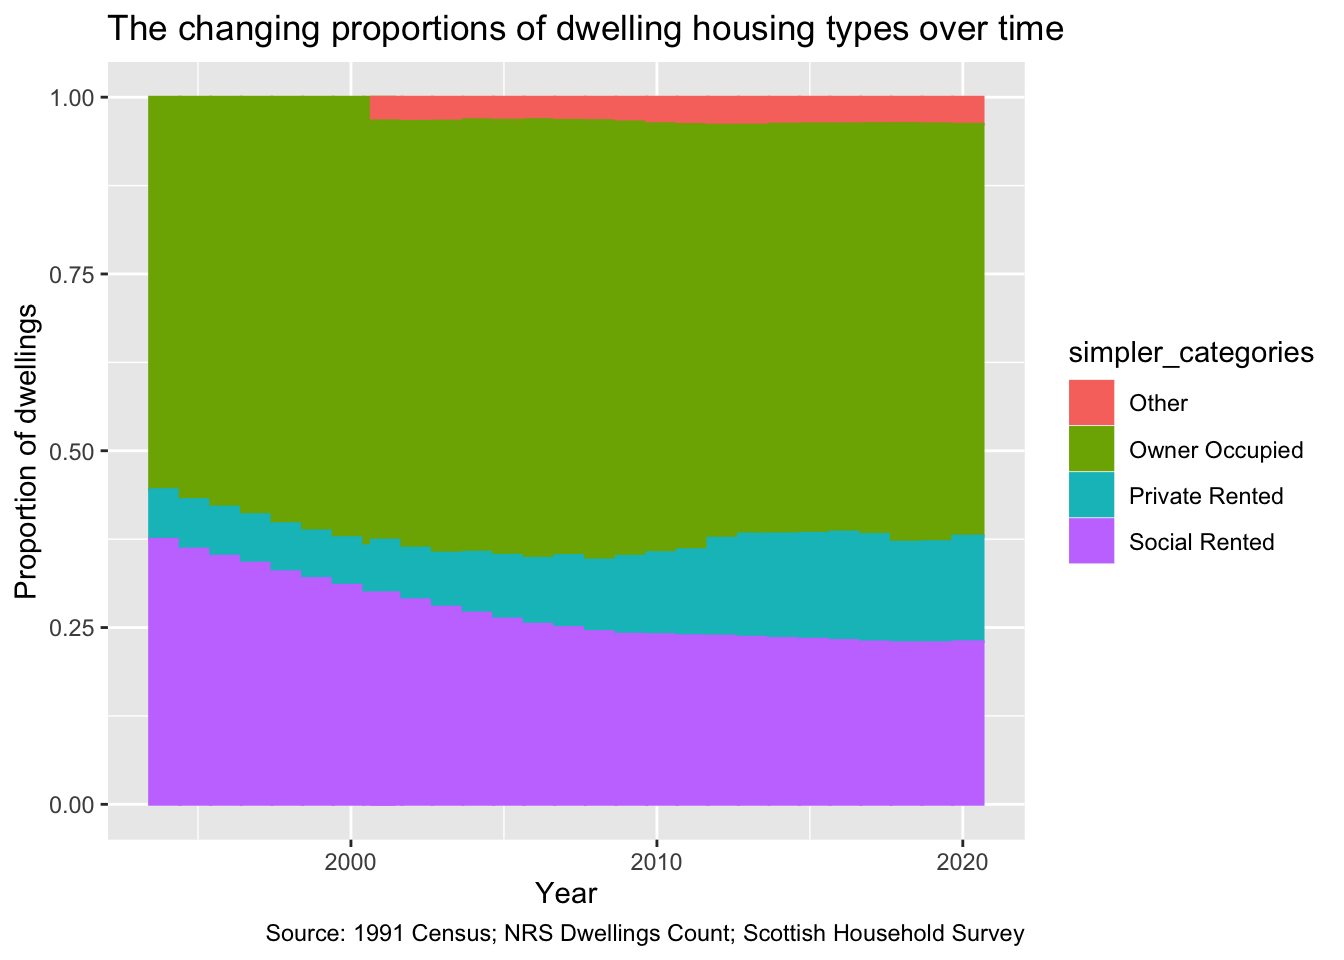 The changing proportions of dwelling housing types over time
1.00
0.75
0.50
0.25
0.00
Proportion of dwellings
2000
2010
2020
Year
simpler_categories
Other
Owner Occupied
Private Rented
Social Rented
Source: 1991 Census; NRS Dwellings Count; Scottish Household Survey